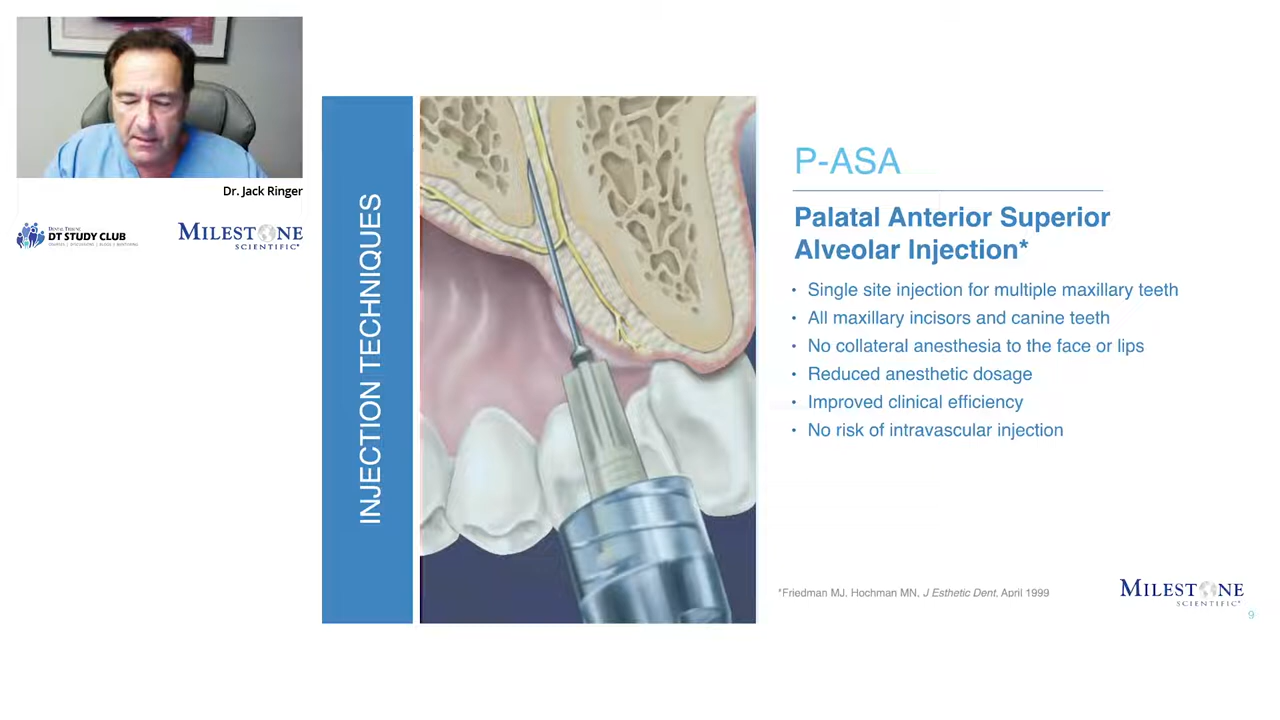 Dr. Jack Ringer
DENTAL TRIBUNE
DT STUDY CLUB
MILESTONE
SCIENTIFIC
INJECTION TECHNIQUES
P-ASA
Palatal Anterior Superior
Alveolar Injection*
• Single site injection for multiple maxillary teeth
• All maxillary incisors and canine teeth
• No collateral anesthesia to the face or lips
• Reduced anesthetic dosage
• Improved clinical efficiency
• No risk of intravascular injection
*Friedman MJ, Hochman MN, J Esthetic Dent, April 1999
MILESTONE
SCIENTIFIC
9